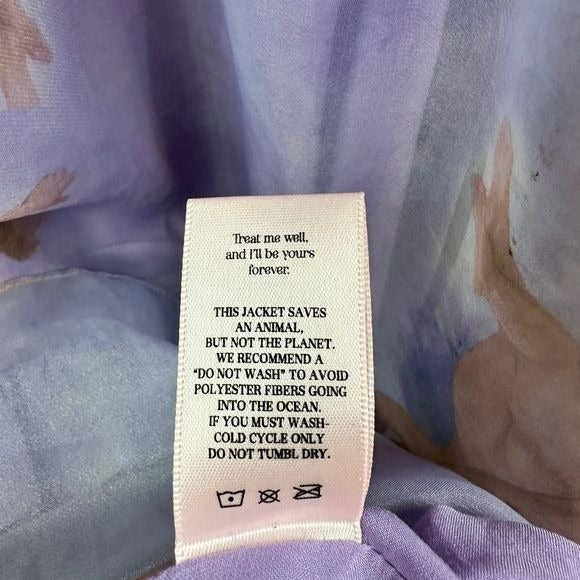 Treat me well,
and I'll be yours
forever.
THIS JACKET SAVES
AN ANIMAL,
BUT NOT THE PLANET.
WE RECOMMEND A
"DO NOT WASH" TO AVOID
POLYESTER FIBERS GOING
INTO THE OCEAN.
IF YOU MUST WASH-
COLD CYCLE ONLY
DO NOT TUMBL DRY.